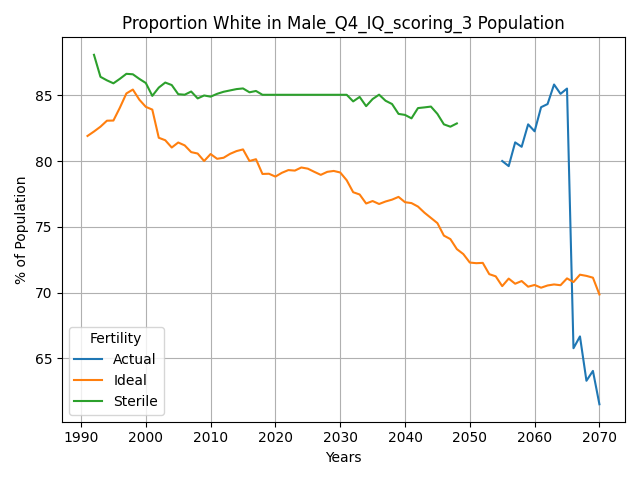 Proportion White in Male_Q4_IQ_scoring_3 Population
% of Population
85
80
75
70
65
Fertility
Actual
Ideal
Sterile
1990 2000 2010 2020 2030 2040 2050 2060 2070
Years